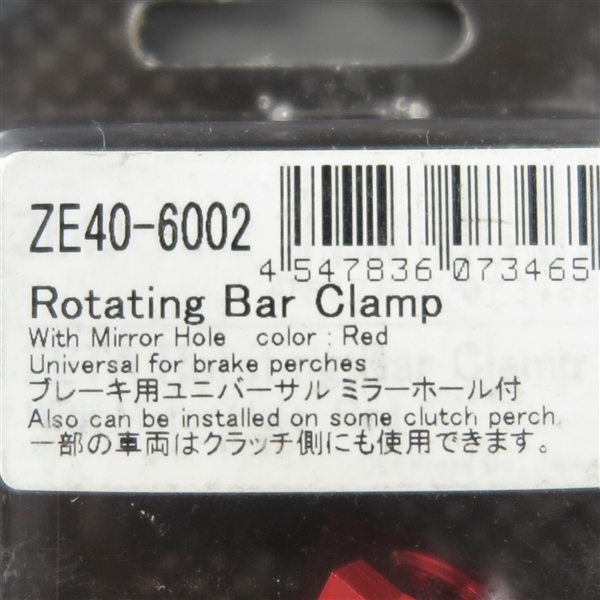 ZE40-6002
4 547836 073465
Rotating Bar Clamp
With Mirror Hole color : Red
Universal for brake perches
ブレーキ用ユニバーサル ミラーホール付
Also can be installed on some clutch perch
一部の車両はクラッチ側にも使用できます。